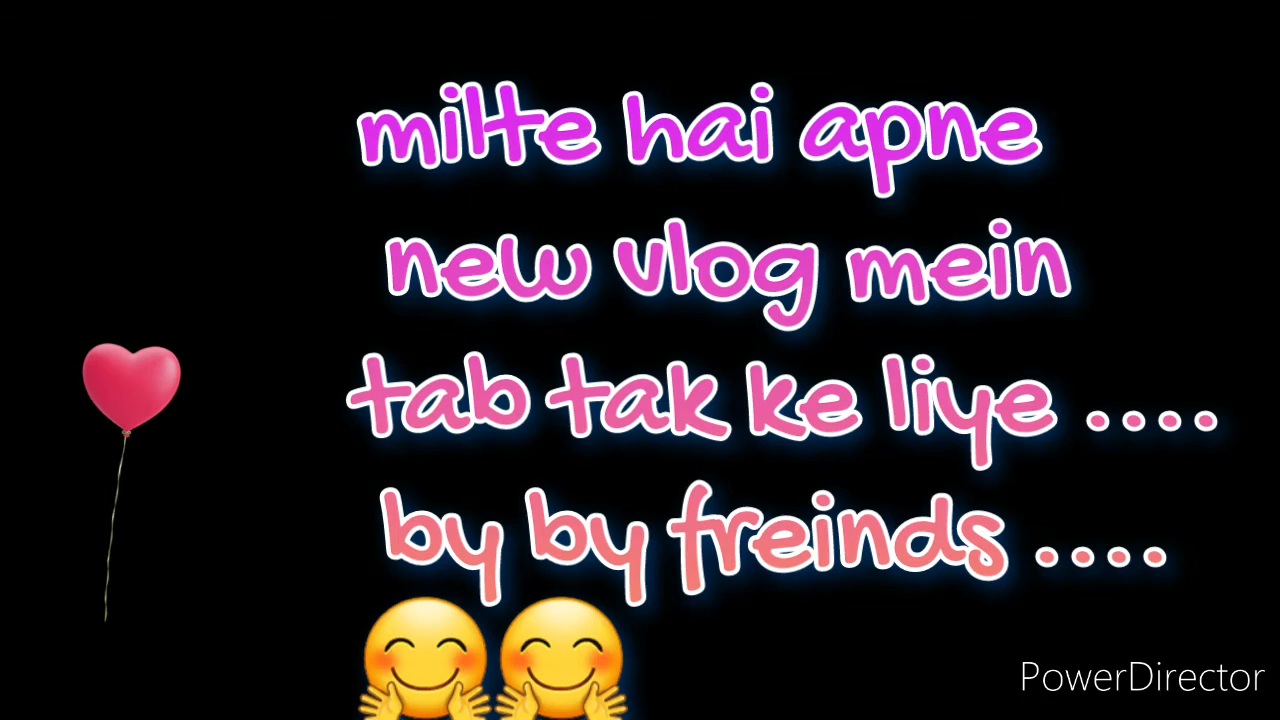 milte hai apne
new vlog mein
tab tak ke liye ....
by by freinds ....
🤗🤗
PowerDirector